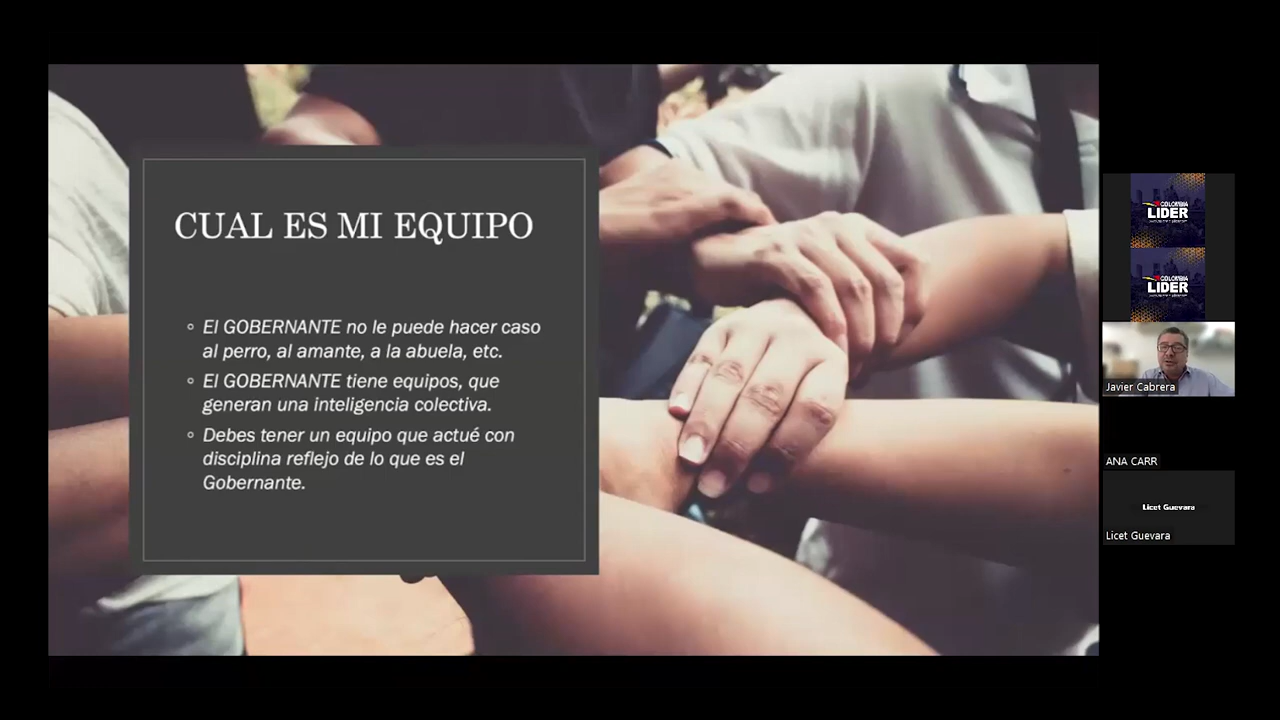 CUAL ES MI EQUIPO
El GOBERNANTE no le puede hacer caso
al perro, al amante, a la abuela, etc.
El GOBERNANTE tiene equipos, que
generan una inteligencia colectiva.
Debes tener un equipo que actué con
disciplina reflejo de lo que es el
Gobernante.
COLOMBIA
LIDER
COLOMBIA
LIDER
Javier Cabrera
ANA CARR
Licet Guevara
Licet Guevara